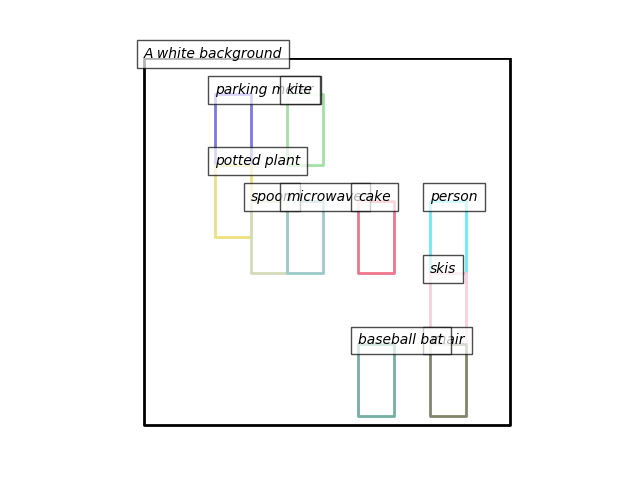 A white background
parking meter
kite
potted plant
spoon
microwave
cake
person
skis
baseball bat
chair